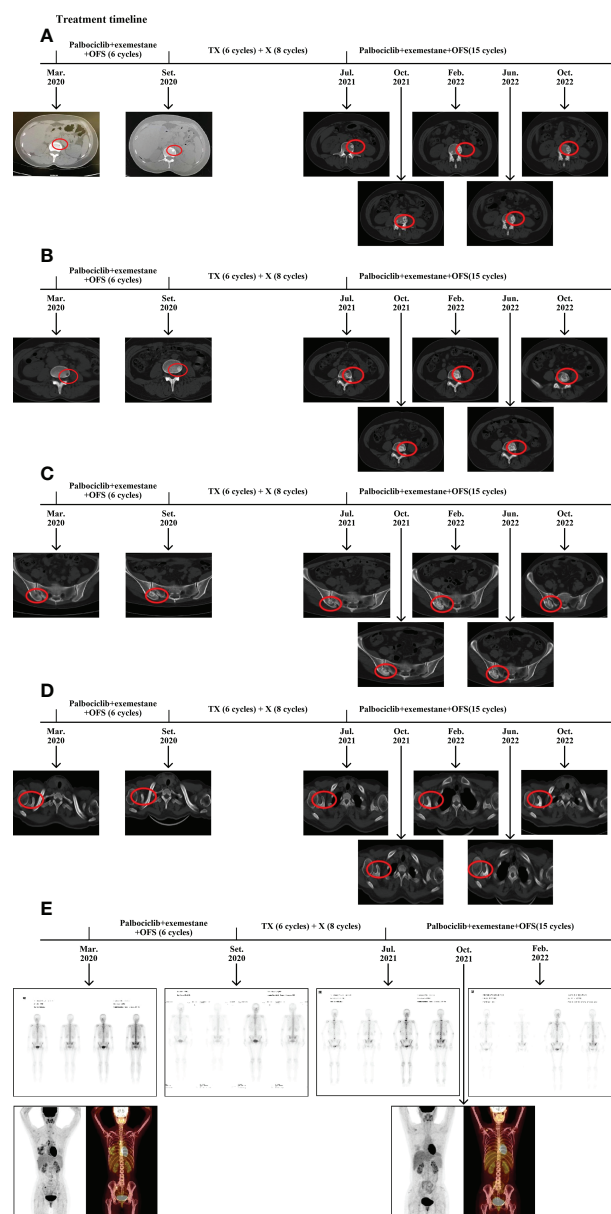 Treatment timeline
A
Palbociclib+exemestane
+OFS (6 cycles)
TX (6 cycles) + X (8 cycles)
Palbociclib+exemestane+OFS(15 cycles)
Mar.
2020
Set.
2020
Jul.
2021
Oct.
2021
Feb.
2022
Jun.
2022
Oct.
2022
B
Palbociclib+exemestane
+OFS (6 cycles)
TX (6 cycles) + X (8 cycles)
Palbociclib+exemestane+OFS(15 cycles)
Mar.
2020
Set.
2020
Jul.
2021
Oct.
2021
Feb.
2022
Jun.
2022
Oct.
2022
C
Palbociclib+exemestane
+OFS (6 cycles)
TX (6 cycles) + X (8 cycles)
Palbociclib+exemestane+OFS(15 cycles)
Mar.
2020
Set.
2020
Jul.
2021
Oct.
2021
Feb.
2022
Jun.
2022
Oct.
2022
D
Palbociclib+exemestane
+OFS (6 cycles)
TX (6 cycles) + X (8 cycles)
Palbociclib+exemestane+OFS(15 cycles)
Mar.
2020
Set.
2020
Jul.
2021
Oct.
2021
Feb.
2022
Jun.
2022
Oct.
2022
E
Palbociclib+exemestane
+OFS (6 cycles)
TX (6 cycles) + X (8 cycles)
Palbociclib+exemestane+OFS(15 cycles)
Mar.
2020
Set.
2020
Jul.
2021
Oct.
2021
Feb.
2022